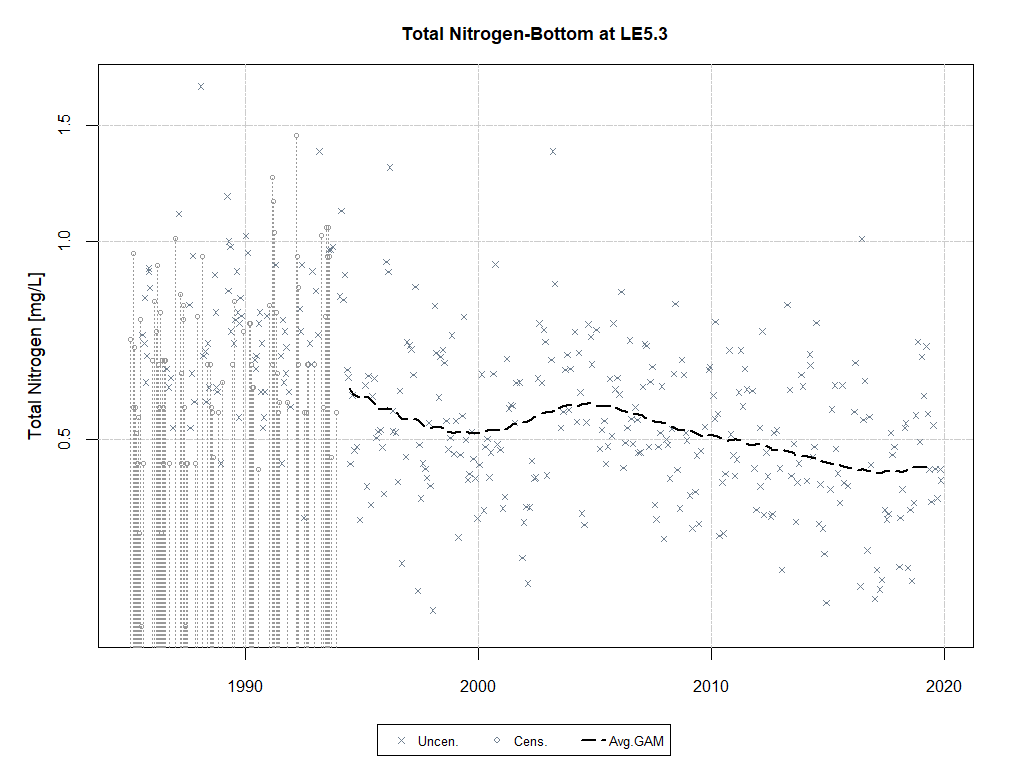 Total Nitrogen-Bottom at LE5.3
Total Nitrogen [mg/L]
1.5
1.0
0.5
1990 2000 2010 2020
Uncen. Cens. Avg.GAM